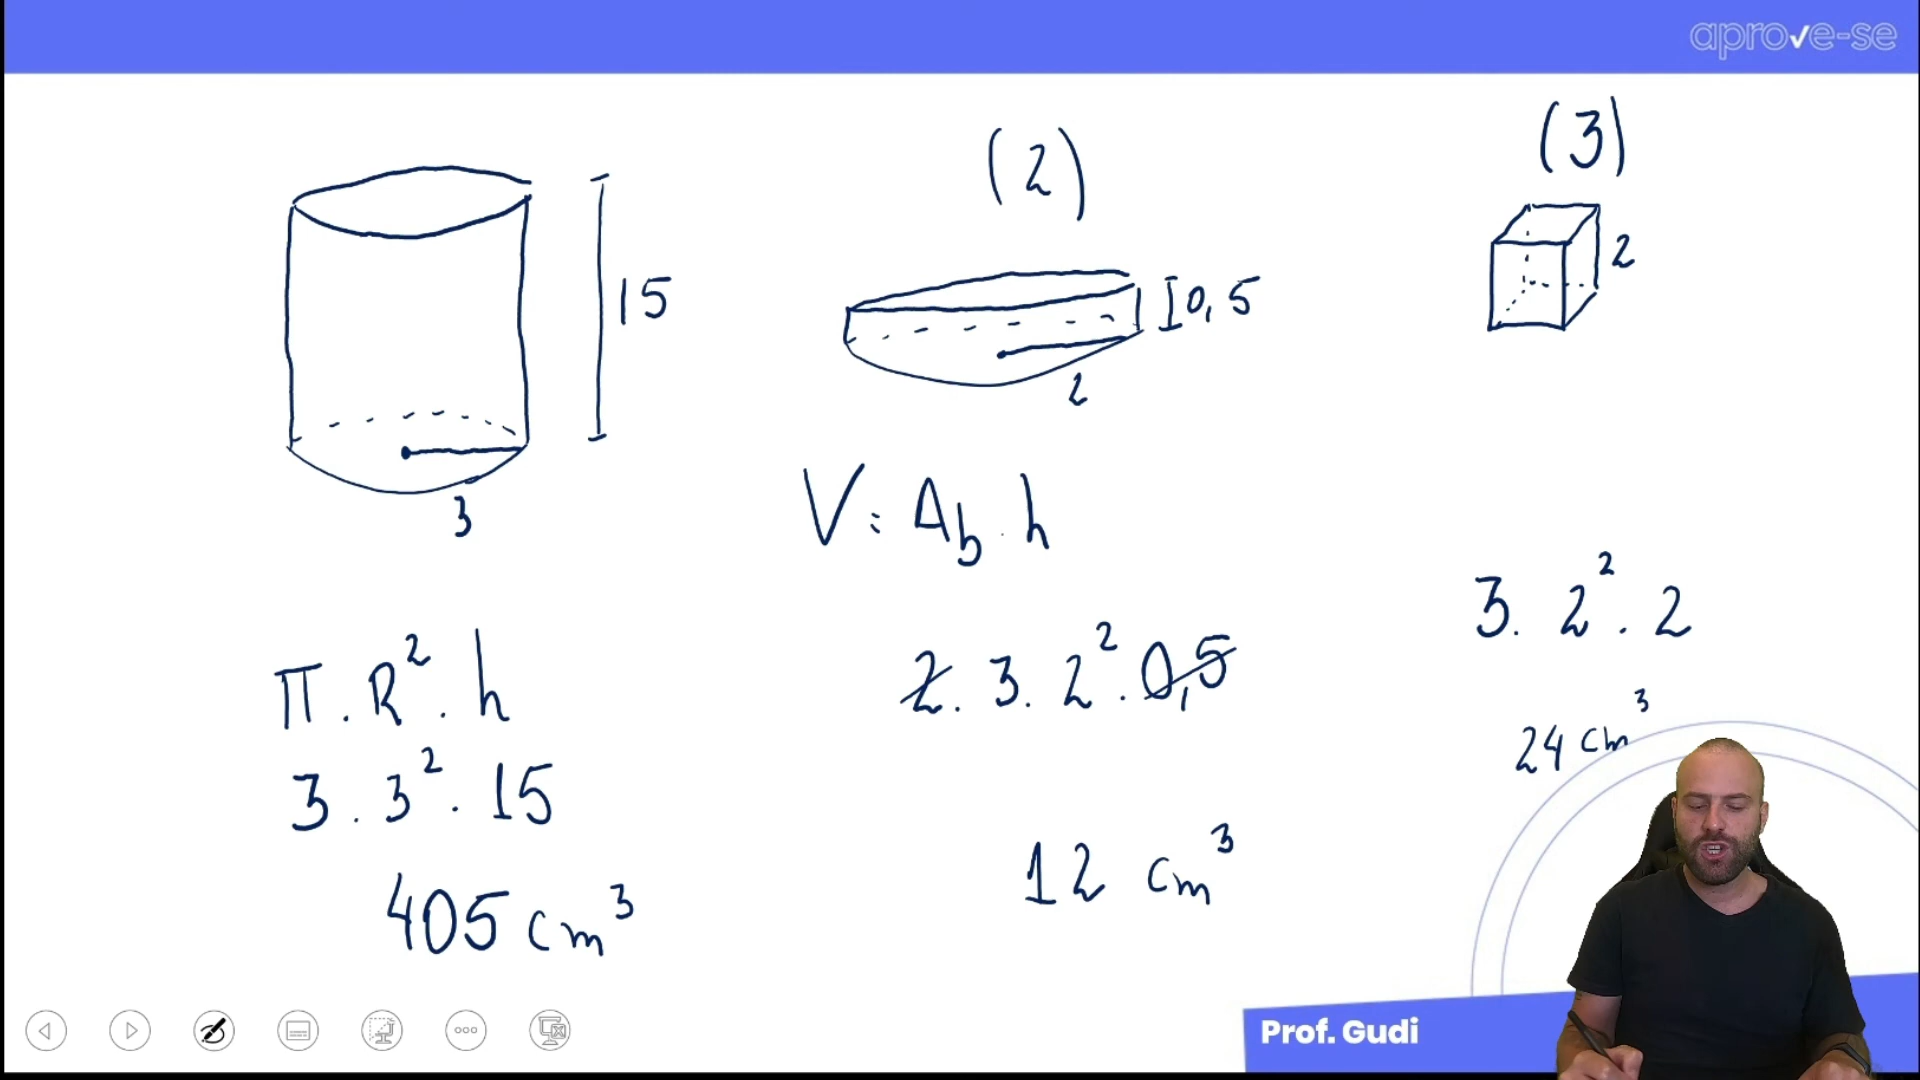 aprove-se
15
3
π . R² . h
3 . 3² . 15
405 cm³
(2)
0,5
2
V = Ab . h
2 . 3 . 2² . 0,5
12 cm³
(3)
2
3 . 2² . 2
24 cm³
Prof. Gudi